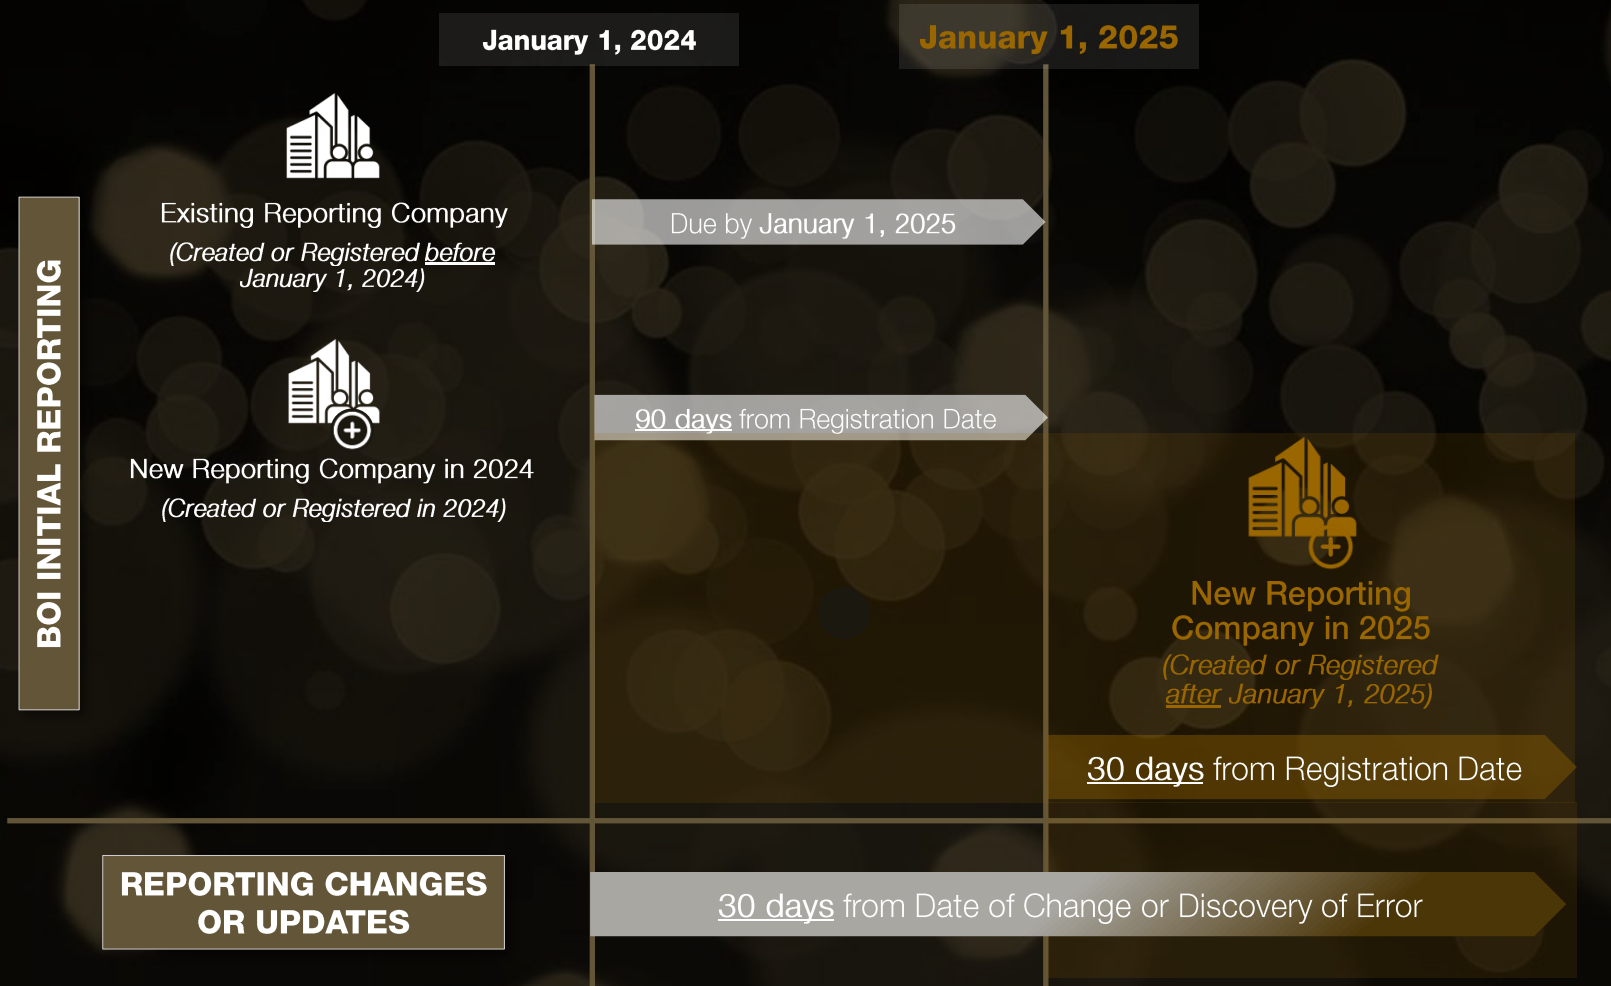 January 1, 2024
January 1, 2025
BOI INITIAL REPORTING
Existing Reporting Company
(Created or Registered before
January 1, 2024)
Due by January 1, 2025
90 days from Registration Date
New Reporting Company in 2024
(Created or Registered in 2024)
New Reporting
Company in 2025
(Created or Registered
after January 1, 2025)
30 days from Registration Date
REPORTING CHANGES
OR UPDATES
30 days from Date of Change or Discovery of Error